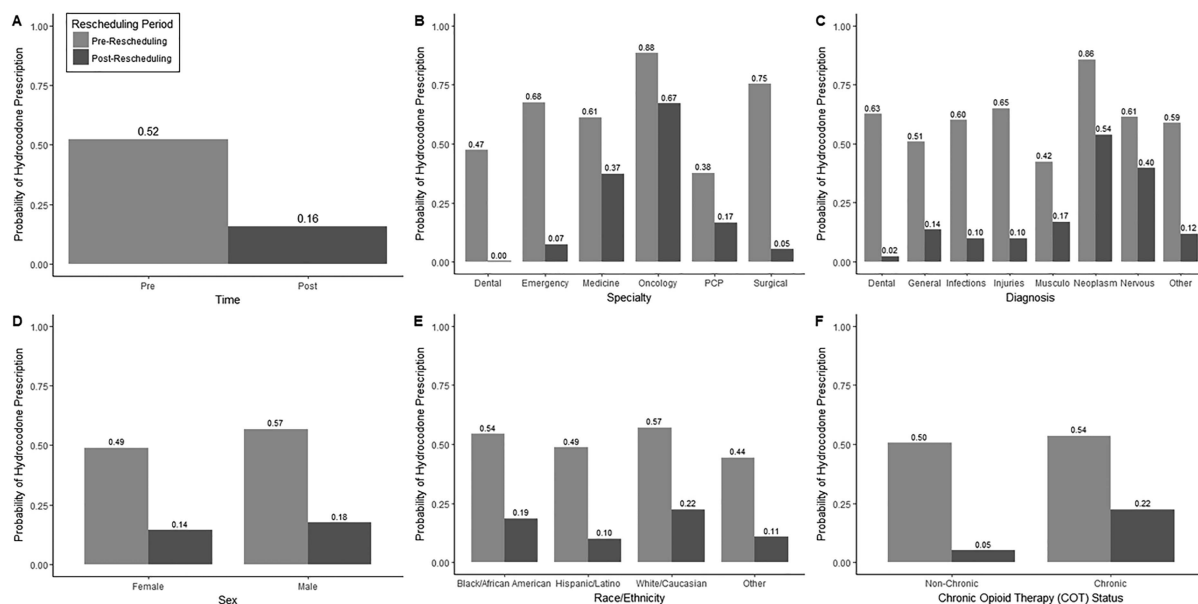 A
Rescheduling Period
Pre-Rescheduling
Post-Rescheduling
Probability of Hydrocodone Prescription
1.00
0.75
0.50
0.25
0.00
0.52
0.16
Pre
Post
Time
B
Probability of Hydrocodone Prescription
1.00
0.75
0.50
0.25
0.00
0.47
0.00
0.68
0.07
0.61
0.37
0.88
0.67
0.38
0.17
0.75
0.05
Dental
Emergency
Medicine
Oncology
PCP
Surgical
Specialty
C
Probability of Hydrocodone Prescription
1.00
0.75
0.50
0.25
0.00
0.63
0.02
0.51
0.14
0.60
0.10
0.65
0.10
0.42
0.17
0.86
0.54
0.61
0.40
0.59
0.12
Dental
General
Infections
Injuries
Musculo
Neoplasm
Nervous
Other
Diagnosis
D
Probability of Hydrocodone Prescription
1.00
0.75
0.50
0.25
0.00
0.49
0.14
0.57
0.18
Female
Male
Sex
E
Probability of Hydrocodone Prescription
1.00
0.75
0.50
0.25
0.00
0.54
0.19
0.49
0.10
0.57
0.22
0.44
0.11
Black/African American
Hispanic/Latino
White/Caucasian
Other
Race/Ethnicity
F
Probability of Hydrocodone Prescription
1.00
0.75
0.50
0.25
0.00
0.50
0.05
0.54
0.22
Non-Chronic
Chronic
Chronic Opioid Therapy (COT) Status